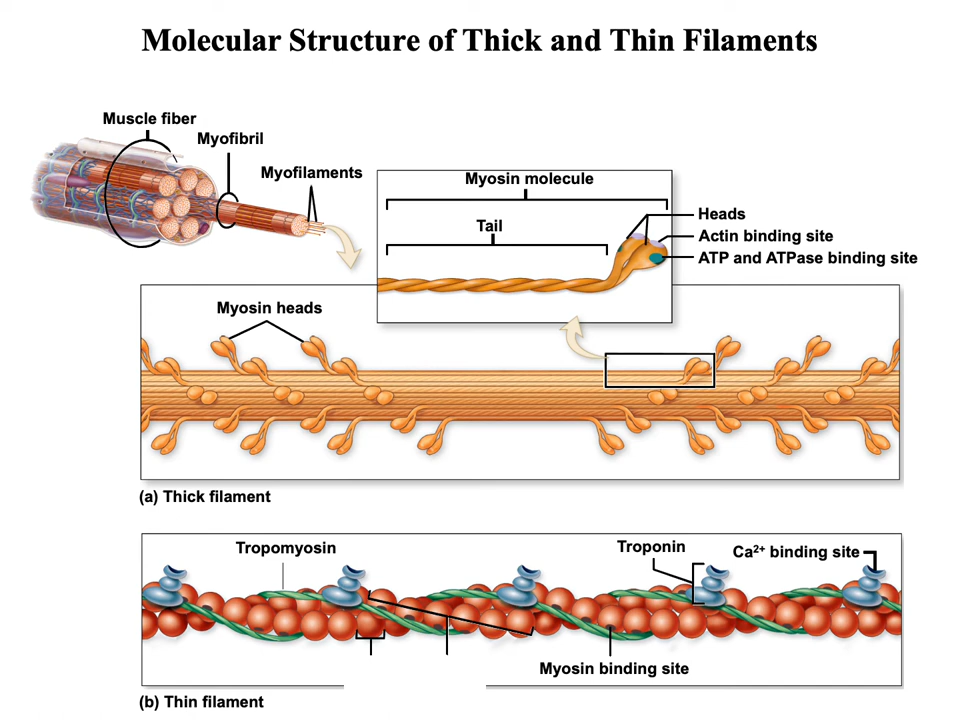 Molecular Structure of Thick and Thin Filaments
Muscle fiber
Myofibril
Myofilaments
Myosin molecule
Tail
Heads
Actin binding site
ATP and ATPase binding site
Myosin heads
(a) Thick filament
Tropomyosin
Troponin
Ca²⁺ binding site
Myosin binding site
(b) Thin filament